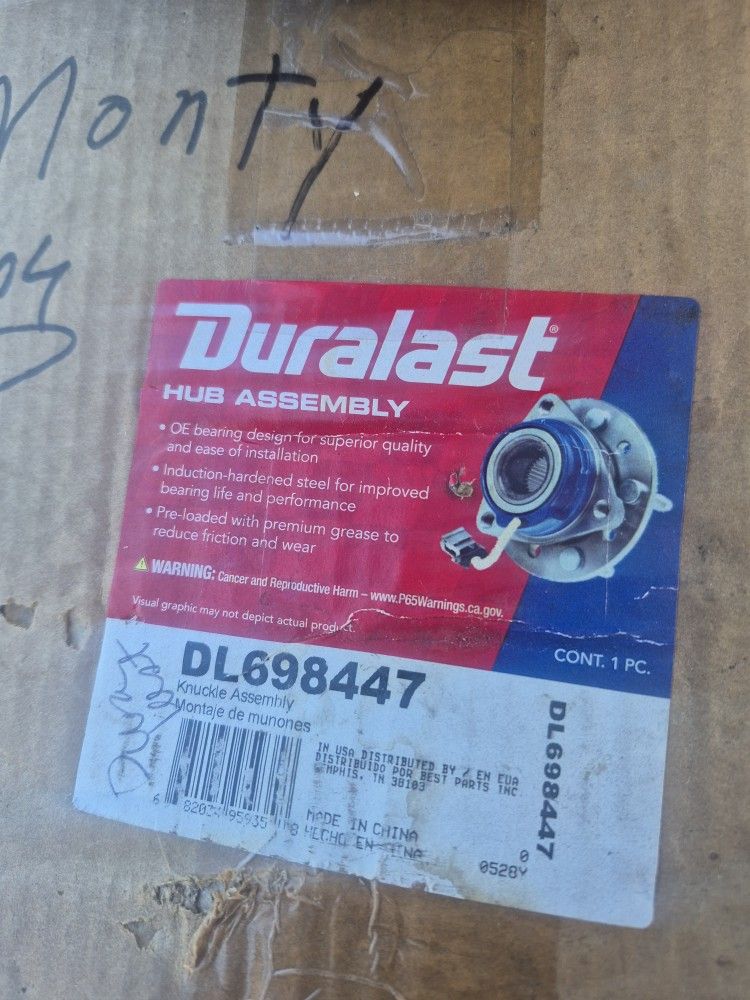 Monty
04
Duralast®
HUB ASSEMBLY
• OE bearing design for superior quality
and ease of installation
• Induction-hardened steel for improved
bearing life and performance
• Pre-loaded with premium grease to
reduce friction and wear
WARNING: Cancer and Reproductive Harm – www.P65Warnings.ca.gov.
Visual graphic may not depict actual product.
CONT. 1 PC.
DL698447
Knuckle Assembly
Montaje de munones
IN USA DISTRIBUTED BY / EN EUA
DISTRIBUIDO POR BEST PARTS INC
MPHIS, TN 38103
MADE IN CHINA
HECHO EN
0
0528Y
DL698447